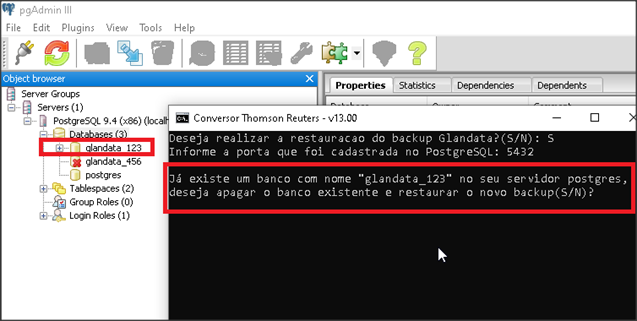 pgAdmin III
File Edit Plugins View Tools Help
Object browser
Server Groups
Servers (1)
PostgreSQL 9.4 (x86) (localh
Databases (3)
glandata_123
glandata_456
postgres
Tablespaces (2)
Group Roles (0)
Login Roles (1)
Properties Statistics Dependencies Dependents
Database Owner Comment
Conversor Thomson Reuters - v13.00
Deseja realizar a restauracao do backup Glandata?(S/N): S
Informe a porta que foi cadastrada no PostgreSQL: 5432
Já existe um banco com nome "glandata_123" no seu servidor postgres,
deseja apagar o banco existente e restaurar o novo backup(S/N)?